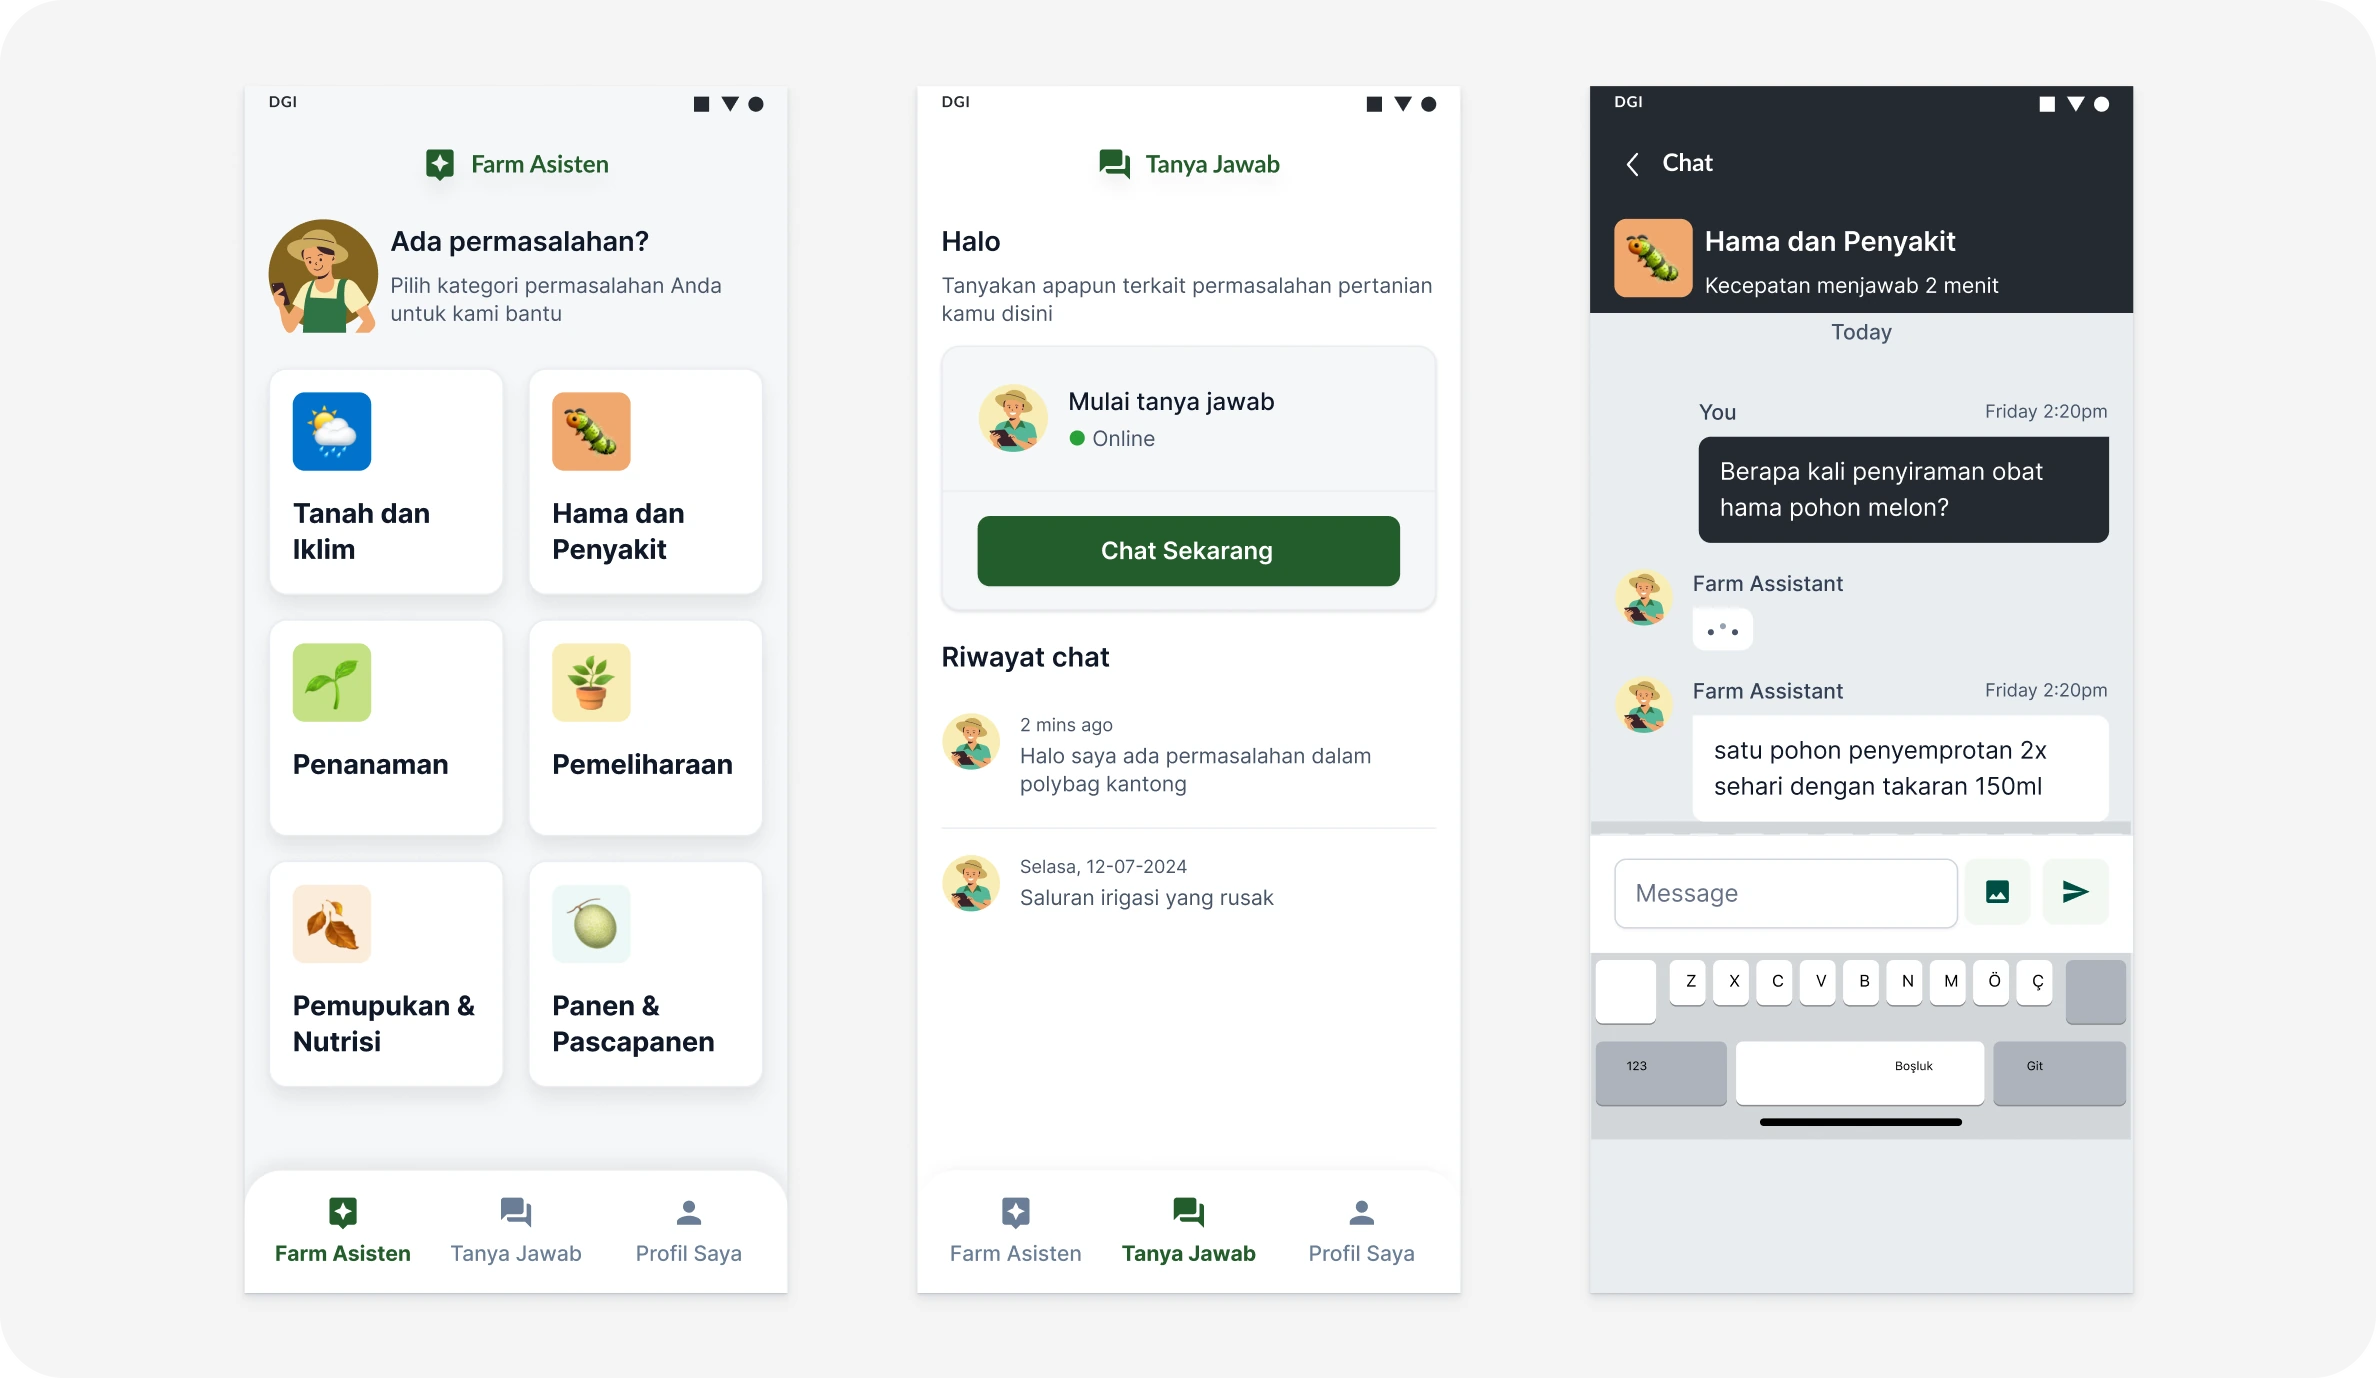 DGI
Farm Asisten
Ada permasalahan?
Pilih kategori permasalahan Anda
untuk kami bantu
Tanah dan
Iklim
Hama dan
Penyakit
Penanaman
Pemeliharaan
Pemupukan &
Nutrisi
Panen &
Pascapanen
Farm Asisten
Tanya Jawab
Profil Saya
DGI
Tanya Jawab
Halo
Tanyakan apapun terkait permasalahan pertanian
kamu disini
Mulai tanya jawab
Online
Chat Sekarang
Riwayat chat
2 mins ago
Halo saya ada permasalahan dalam
polybag kantong
Selasa, 12-07-2024
Saluran irigasi yang rusak
Farm Asisten
Tanya Jawab
Profil Saya
DGI
Chat
Hama dan Penyakit
Kecepatan menjawab 2 menit
Today
You
Friday 2:20pm
Berapa kali penyiraman obat
hama pohon melon?
Farm Assistant
Farm Assistant
Friday 2:20pm
satu pohon penyemprotan 2x
sehari dengan takaran 150ml
Message
Z X C V B N M Ö Ç
123
Boşluk
Git